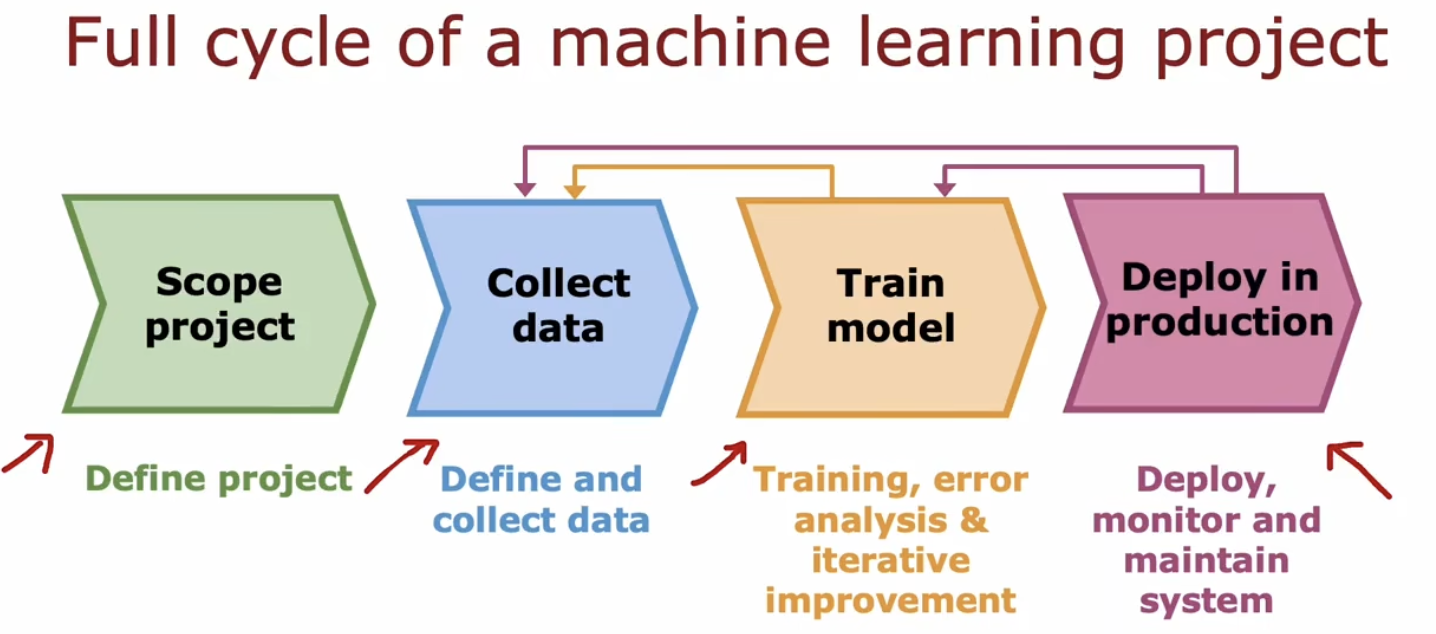 Full cycle of a machine learning project
Scope
project
Collect
data
Train
model
Deploy in
production
Define project
Define and
collect data
Training, error
analysis &
iterative
improvement
Deploy,
monitor and
maintain
system